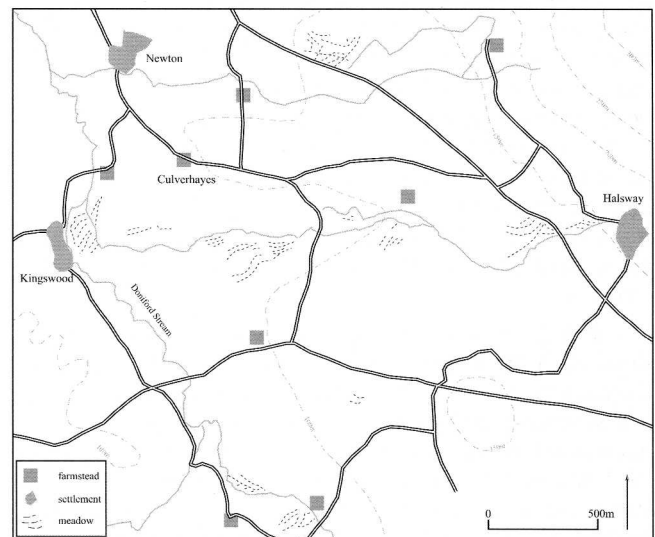 Newton
Culverhayes
Halsway
Kingswood
Doniford Stream
farmstead
settlement
meadow
0
500m